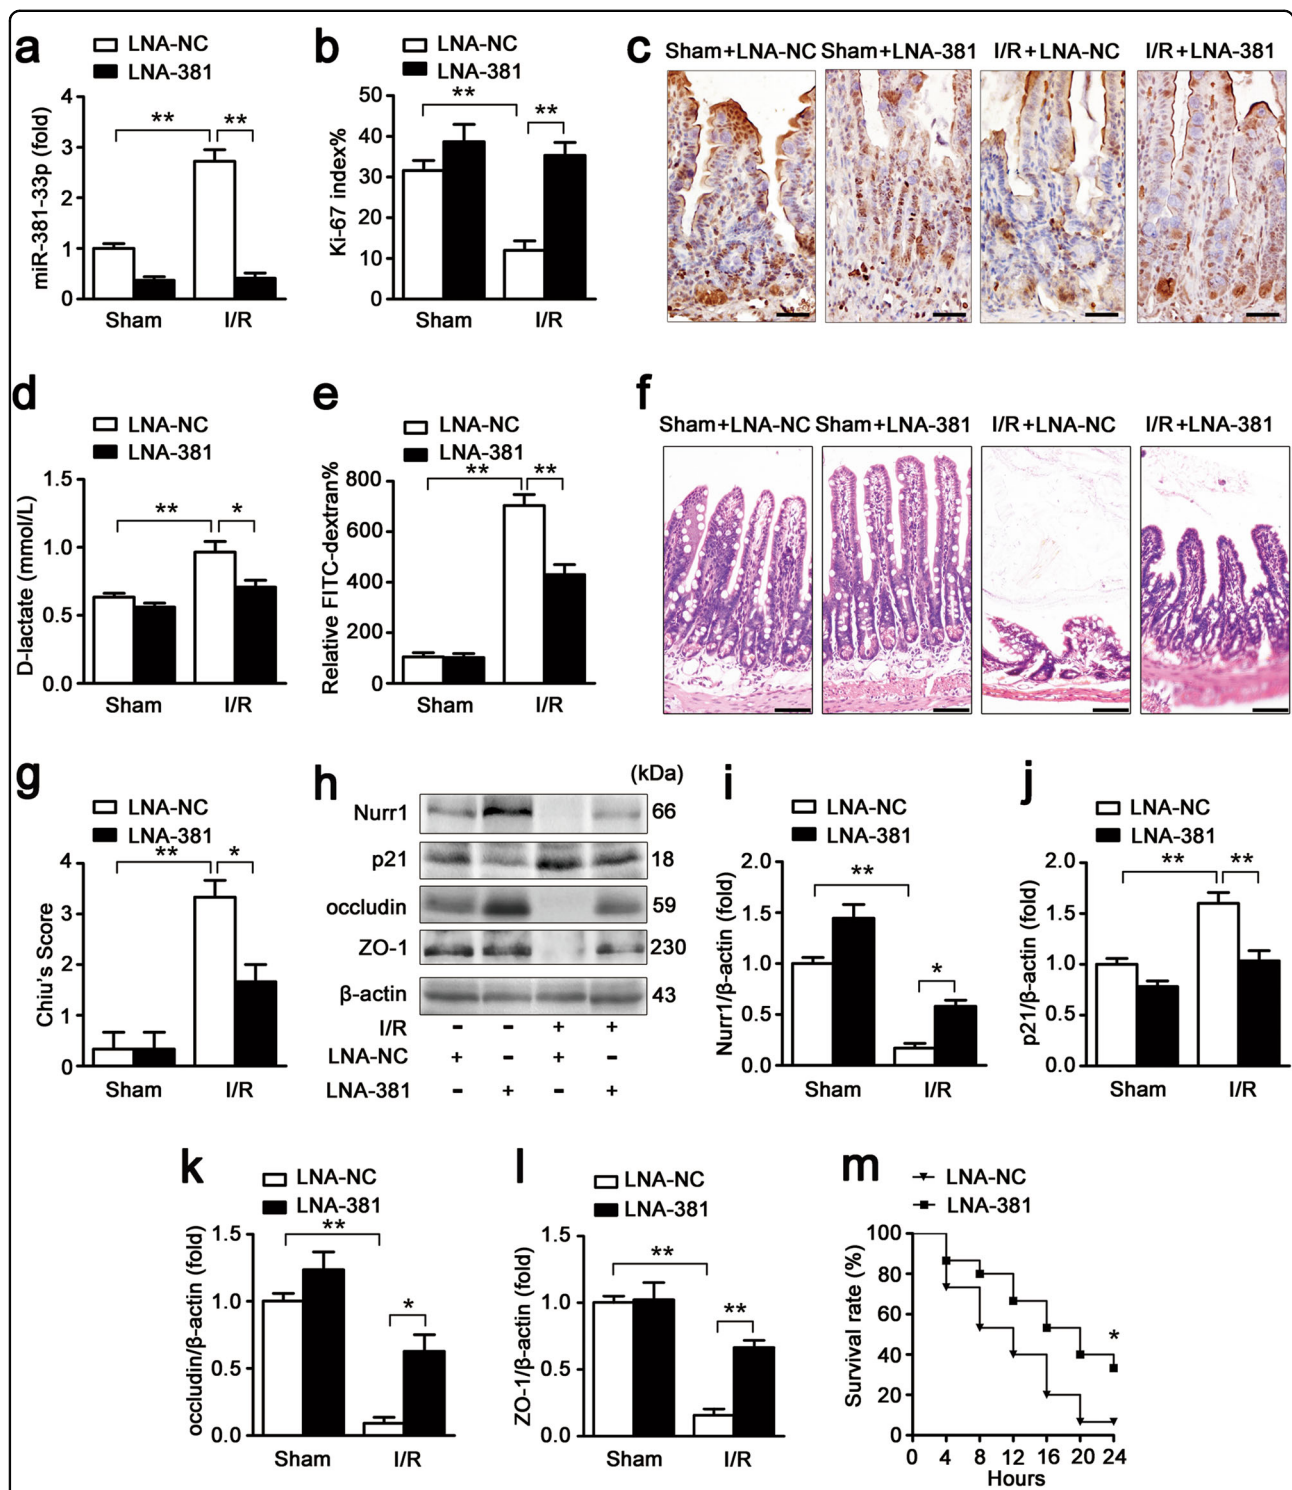 a
LNA-NC
LNA-381
miR-381-33p (fold)
4
3
2
1
0
** **
Sham I/R
b
LNA-NC
LNA-381
Ki-67 index%
50
40
30
20
10
0
** **
Sham I/R
c
Sham+LNA-NC Sham+LNA-381 I/R+LNA-NC I/R+LNA-381
d
LNA-NC
LNA-381
D-lactate (mmol/L)
1.5
1.0
0.5
0.0
** *
Sham I/R
e
LNA-NC
LNA-381
Relative FITC-dextran%
800
600
400
200
0
** **
Sham I/R
f
Sham+LNA-NC Sham+LNA-381 I/R+LNA-NC I/R+LNA-381
g
LNA-NC
LNA-381
Chiu's Score
4
3
2
1
0
** *
Sham I/R
h
(kDa)
Nurr1 66
p21 18
occludin 59
ZO-1 230
β-actin 43
I/R - - + +
LNA-NC + - + -
LNA-381 - + - +
i
LNA-NC
LNA-381
Nurr1/β-actin (fold)
2.0
1.5
1.0
0.5
0.0
** *
Sham I/R
j
LNA-NC
LNA-381
p21/β-actin (fold)
2.0
1.5
1.0
0.5
0.0
** **
Sham I/R
k
LNA-NC
LNA-381
occludin/β-actin (fold)
1.5
1.0
0.5
0.0
** *
Sham I/R
l
LNA-NC
LNA-381
ZO-1/β-actin (fold)
1.5
1.0
0.5
0.0
** **
Sham I/R
m
LNA-NC
LNA-381
Survival rate (%)
100
80
60
40
20
0
*
0 4 8 12 16 20 24
Hours